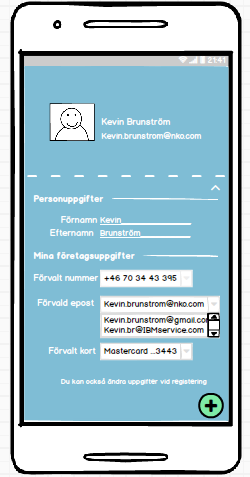 21:41
Kevin Brunström
Kevin.brunstrom@nko.com
Personuppgifter
Förnamn Kevin
Efternamn Brunström
Mina företagsuppgifter
Förvalt nummer +46 70 34 43 395
Förvald epost Kevin.brunstrom@nko.com
Kevin.brunstrom@gmail.com
Kevin.br@IBMservice.com
Förvalt kort Mastercard ..3443
Du kan också ändra uppgifter vid registering